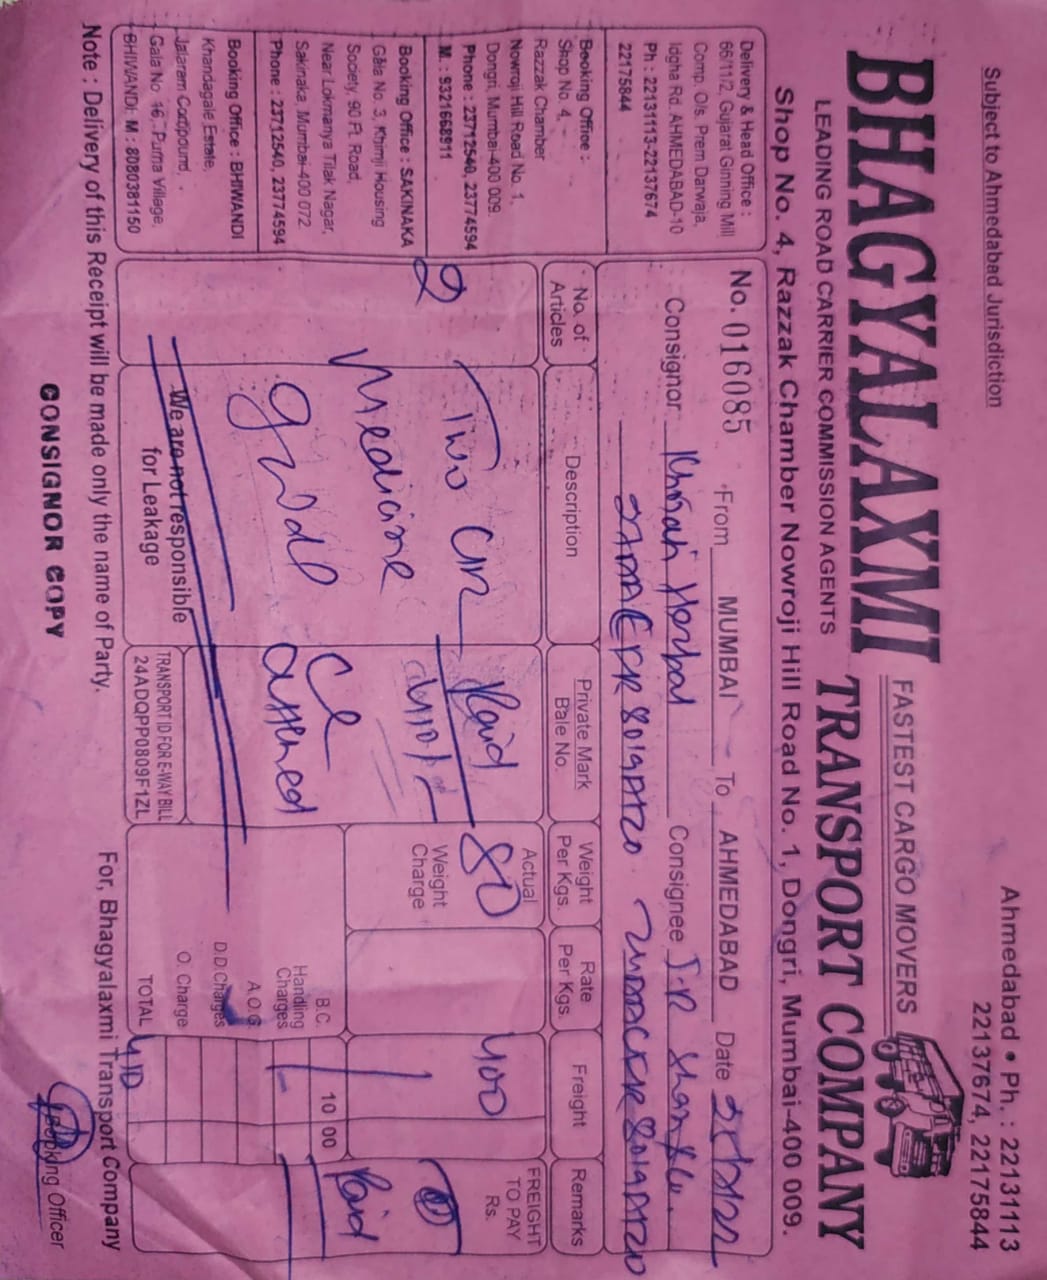 Subject to Ahmedabad Jurisdiction
Ahmedabad • Ph. : 22131113
22137674, 22175844
BHAGYALAXMI
FASTEST CARGO MOVERS
TRANSPORT COMPANY
LEADING ROAD CARRIER COMMISSION AGENTS
Shop No. 4, Razzak Chamber Nowroji Hill Road No. 1, Dongri, Mumbai-400 009.
Delivery & Head Office :
66/11/2, Gujarat Ginning Mill
Comp. O/s. Prem Darwaja,
Idgha Rd. AHMEDABAD-10
Ph : 22131113-22137674
22175844
Booking Office :
Shop No. 4,
Razzak Chamber
Nowroji Hill Road No. 1,
Dongri, Mumbai-400 009.
Phone : 23712540, 23774594
M. : 9321668911
Booking Office : SAKINAKA
Gala No. 3, Khimji Housing
Society, 90 Ft. Road,
Near Lokmanya Tilak Nagar,
Sakinaka, Mumbai-400 072.
Phone : 23712540, 23774594
Booking Office : BHIWANDI
Khandagale Estate,
Jalaram Compound,
Gala No. 16, Purna Village,
BHIWANDI. M : 8080381150
No. 016085 From MUMBAI To AHMEDABAD Date
Consignor Herbal Consignee J.R
No. of Articles
Description
Private Mark Bale No.
Weight Per Kgs.
Rate Per Kgs.
Freight
Remarks
2
Two
Medicine
Paid
Actual
80
Weight Charge
400
FREIGHT TO PAY Rs.
B.C.
10 00
Paid
Handling Charges
A.O.C.
D.D.Charges
O. Charge
TOTAL
410
We are not responsible
for Leakage
TRANSPORT ID FOR E-WAY BILL
24ADQPP0809F1ZL
Note : Delivery of this Receipt will be made only the name of Party.
For, Bhagyalaxmi Transport Company
CONSIGNOR COPY
Booking Officer